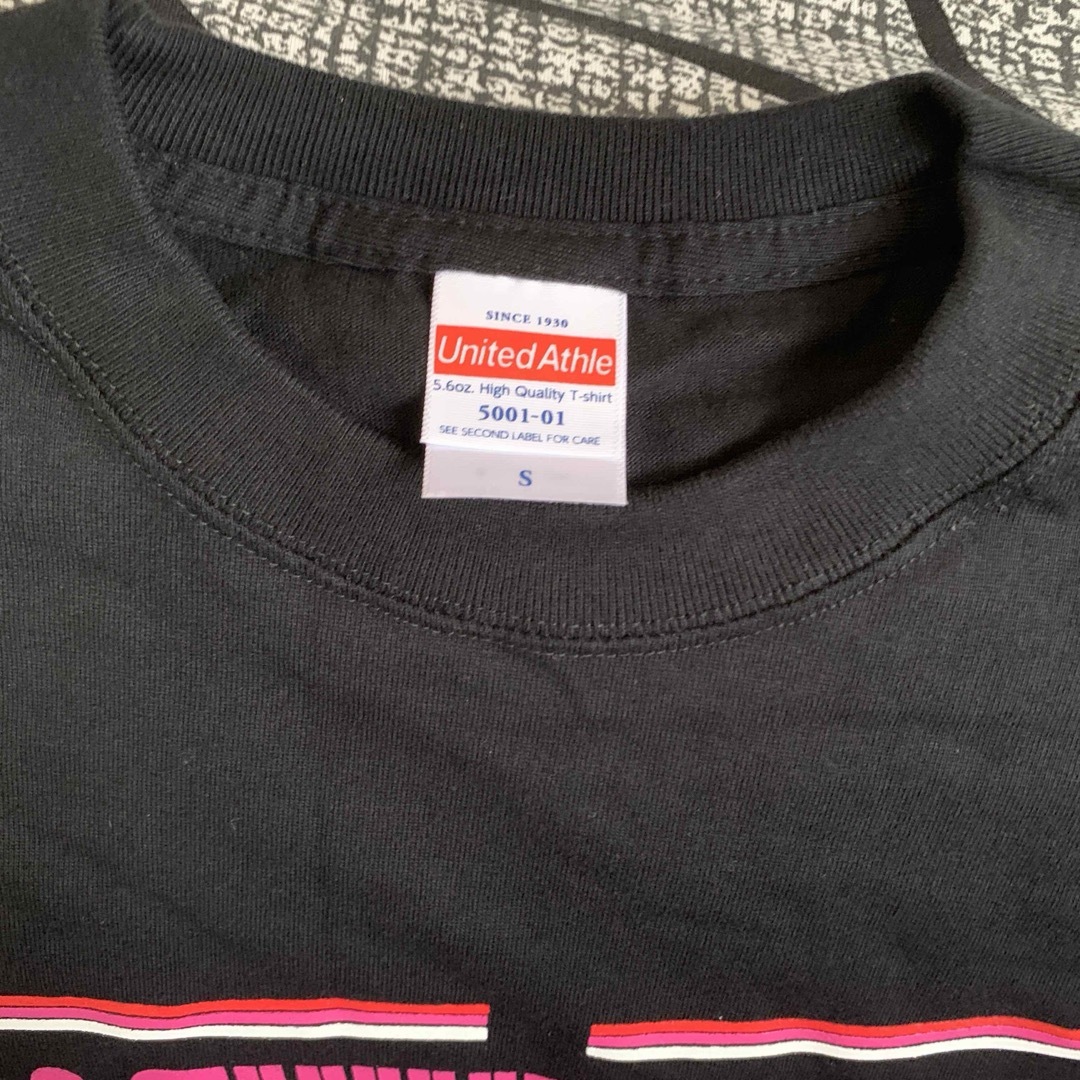 SINCE 1930
United Athle
5.6oz. High Quality T-shirt
5001-01
SEE SECOND LABEL FOR CARE
S